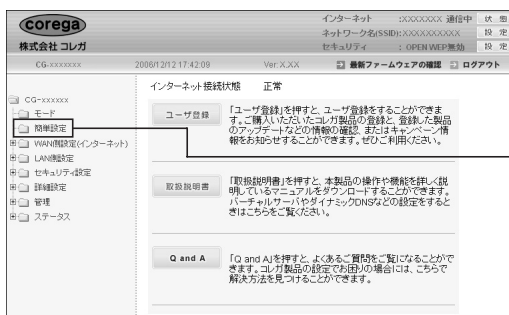 corega
株式会社 コレガ
インターネット :XXXXXXX 通信中 状 態
ネットワーク名(SSID):XXXXXXXXXX 設 定
セキュリティ : OPEN WEP無効 設 定
CG-xxxxxxx 2006/12/12 17:42:09 Ver.X.XX 最新ファームウェアの確認 ログアウト
インターネット接続状態 正常
CG-xxxxxx
モード
簡単設定
WAN側設定(インターネット)
LAN側設定
セキュリティ設定
詳細設定
管理
ステータス
ユーザ登録
「ユーザ登録」を押すと、ユーザ登録をすることができま
す。ご購入いただいたコレガ製品の登録と、登録した製品
のアップデートなどの情報の確認、またはキャンペーン情
報をお知らせすることができます。ぜひご利用ください。
取扱説明書
「取扱説明書」を押すと、本製品の操作や機能を詳しく説
明しているマニュアルをダウンロードすることができます。
バーチャルサーバやダイナミックDNSなどの設定をすると
きはこちらをご覧ください。
Q and A
「Q and A」を押すと、よくあるご質問をご覧になることがで
きます。コレガ製品の設定でお困りの場合には、こちらで
解決方法を見つけることができます。